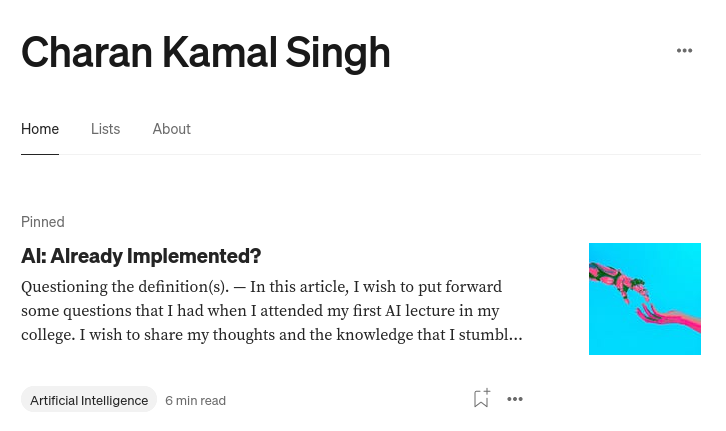 Charan Kamal Singh
Home Lists About
Pinned
AI: Already Implemented?
Questioning the definition(s). — In this article, I wish to put forward
some questions that I had when I attended my first AI lecture in my
college. I wish to share my thoughts and the knowledge that I stumbl...
Artificial Intelligence 6 min read